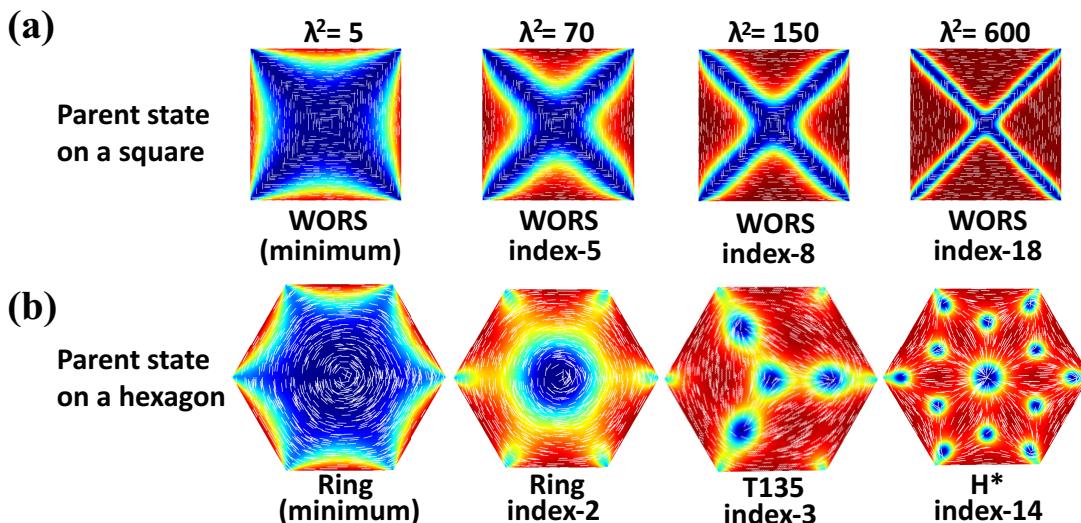 (a)
λ²= 5 λ²= 70 λ²= 150 λ²= 600
Parent state
on a square
WORS WORS WORS WORS
(minimum) index-5 index-8 index-18
(b)
Parent state
on a hexagon
Ring Ring T135 H*
(minimum) index-2 index-3 index-14